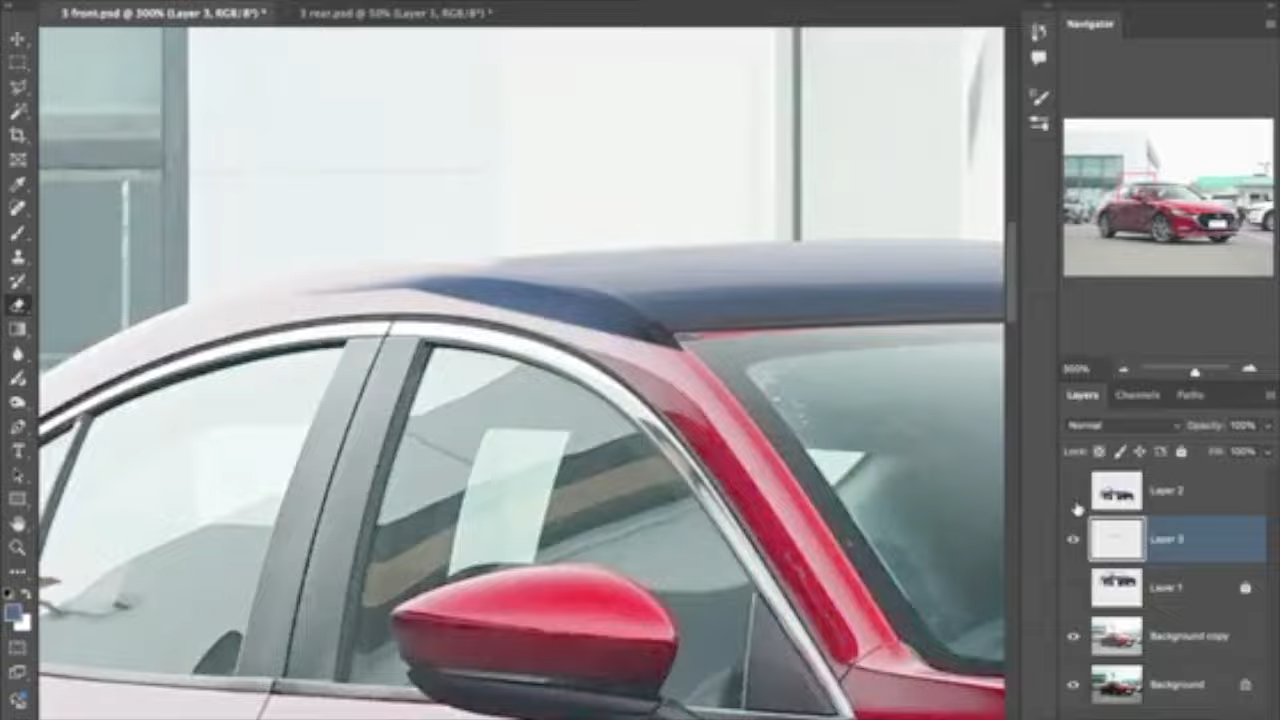 3 front.psd @ 300% (Layer 3, RGB/8*) *
3 rear.psd @ 50% (Layer 3, RGB/8*) *
Navigator
300%
Layers Channels Paths
Normal Opacity: 100%
Lock: Fill: 100%
Layer 2
Layer 3
Layer 1
Background copy
Background